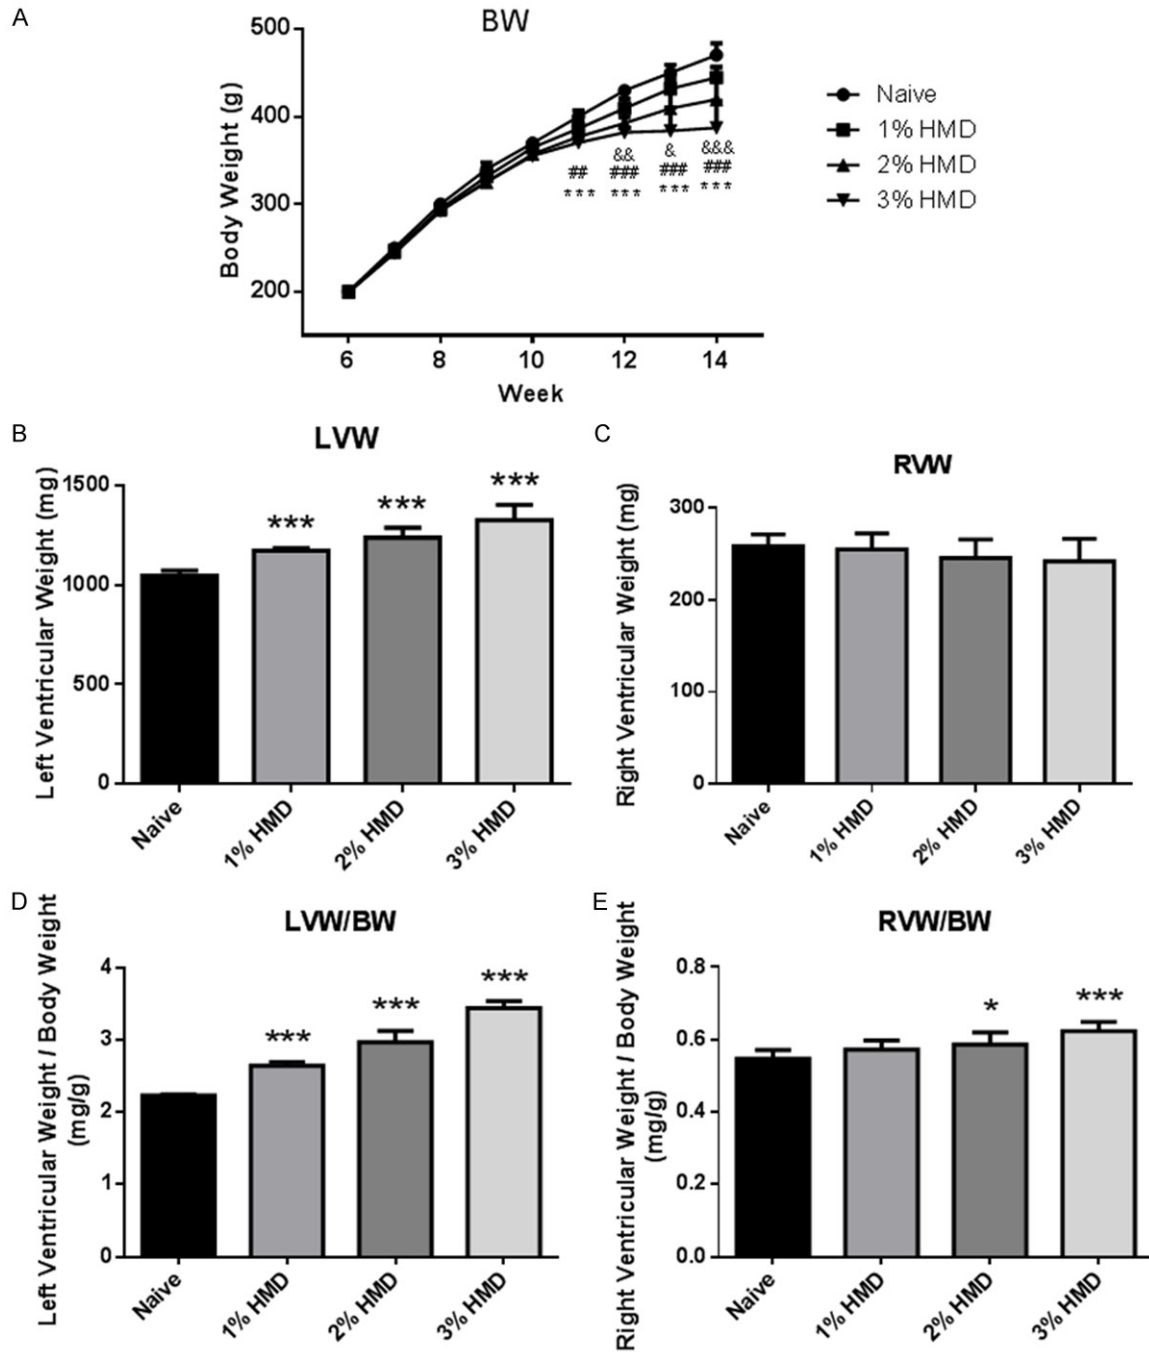 A
BW
Body Weight (g)
500
400
300
200
6 8 10 12 14
Week
&& & &&&
## ### ### ###
*** *** *** ***
Naive
1% HMD
2% HMD
3% HMD
B
LVW
Left Ventricular Weight (mg)
1500
1000
500
0
*** *** ***
Naive 1% HMD 2% HMD 3% HMD
C
RVW
Right Ventricular Weight (mg)
300
200
100
0
Naive 1% HMD 2% HMD 3% HMD
D
LVW/BW
Left Ventricular Weight / Body Weight
(mg/g)
4
3
2
1
0
*** *** ***
Naive 1% HMD 2% HMD 3% HMD
E
RVW/BW
Right Ventricular Weight / Body Weight
(mg/g)
0.8
0.6
0.4
0.2
0.0
* ***
Naive 1% HMD 2% HMD 3% HMD